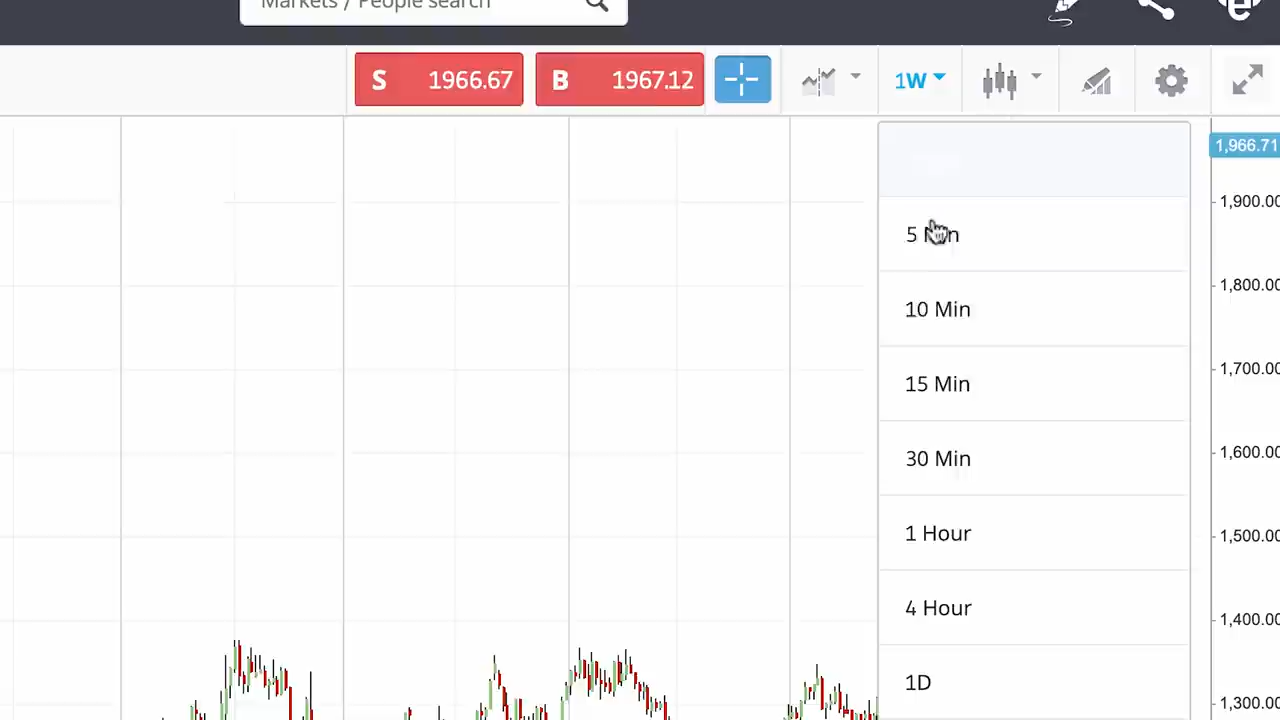 Markets / People search
S 1966.67
B 1967.12
1W
1,966.71
5 Min
10 Min
15 Min
30 Min
1 Hour
4 Hour
1D
1,900.00
1,800.00
1,700.00
1,600.00
1,500.00
1,400.00
1,300.00